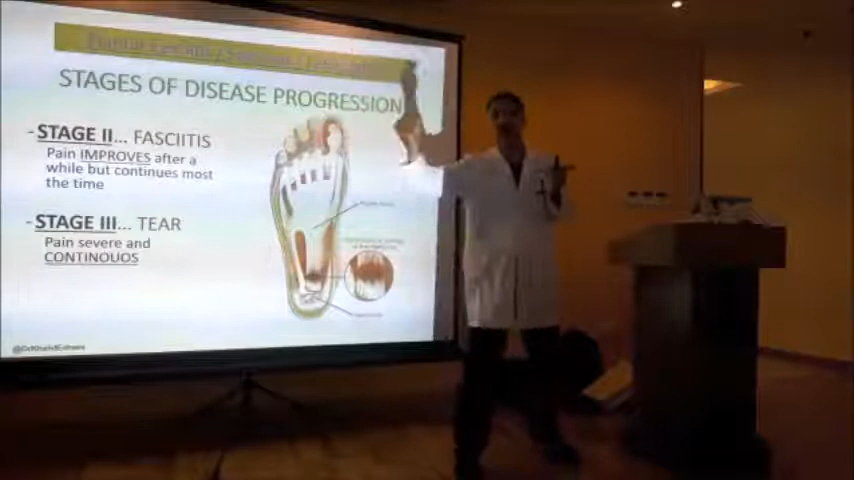 STAGES OF DISEASE PROGRESSION
-STAGE II... FASCIITIS
Pain IMPROVES after a
while but continues most
the time
-STAGE III... TEAR
Pain severe and
CONTINOUOS